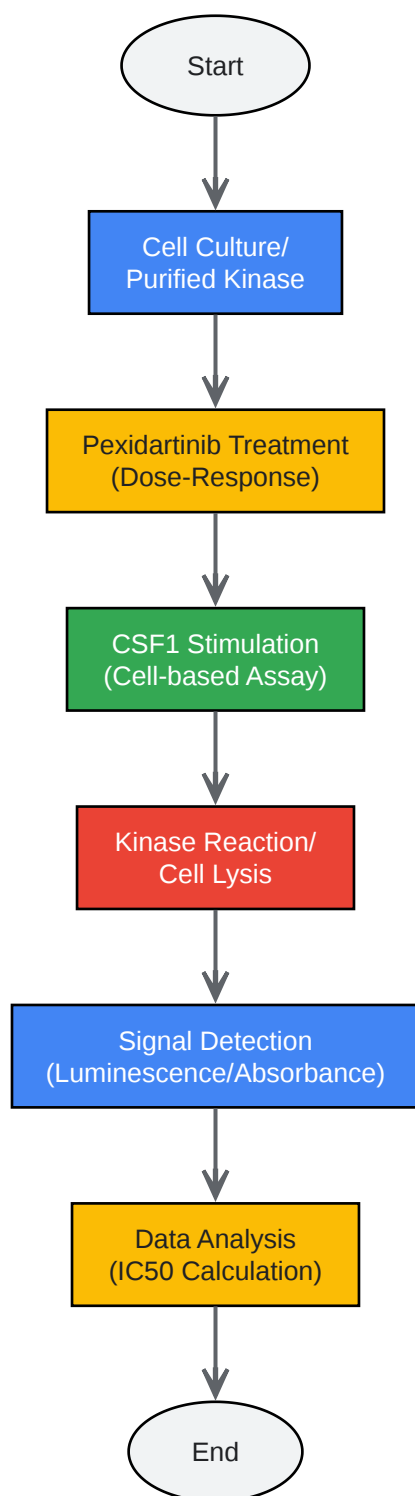 Start
Cell Culture/
Purified Kinase
Pexidartinib Treatment
(Dose-Response)
CSF1 Stimulation
(Cell-based Assay)
Kinase Reaction/
Cell Lysis
Signal Detection
(Luminescence/Absorbance)
Data Analysis
(IC50 Calculation)
End